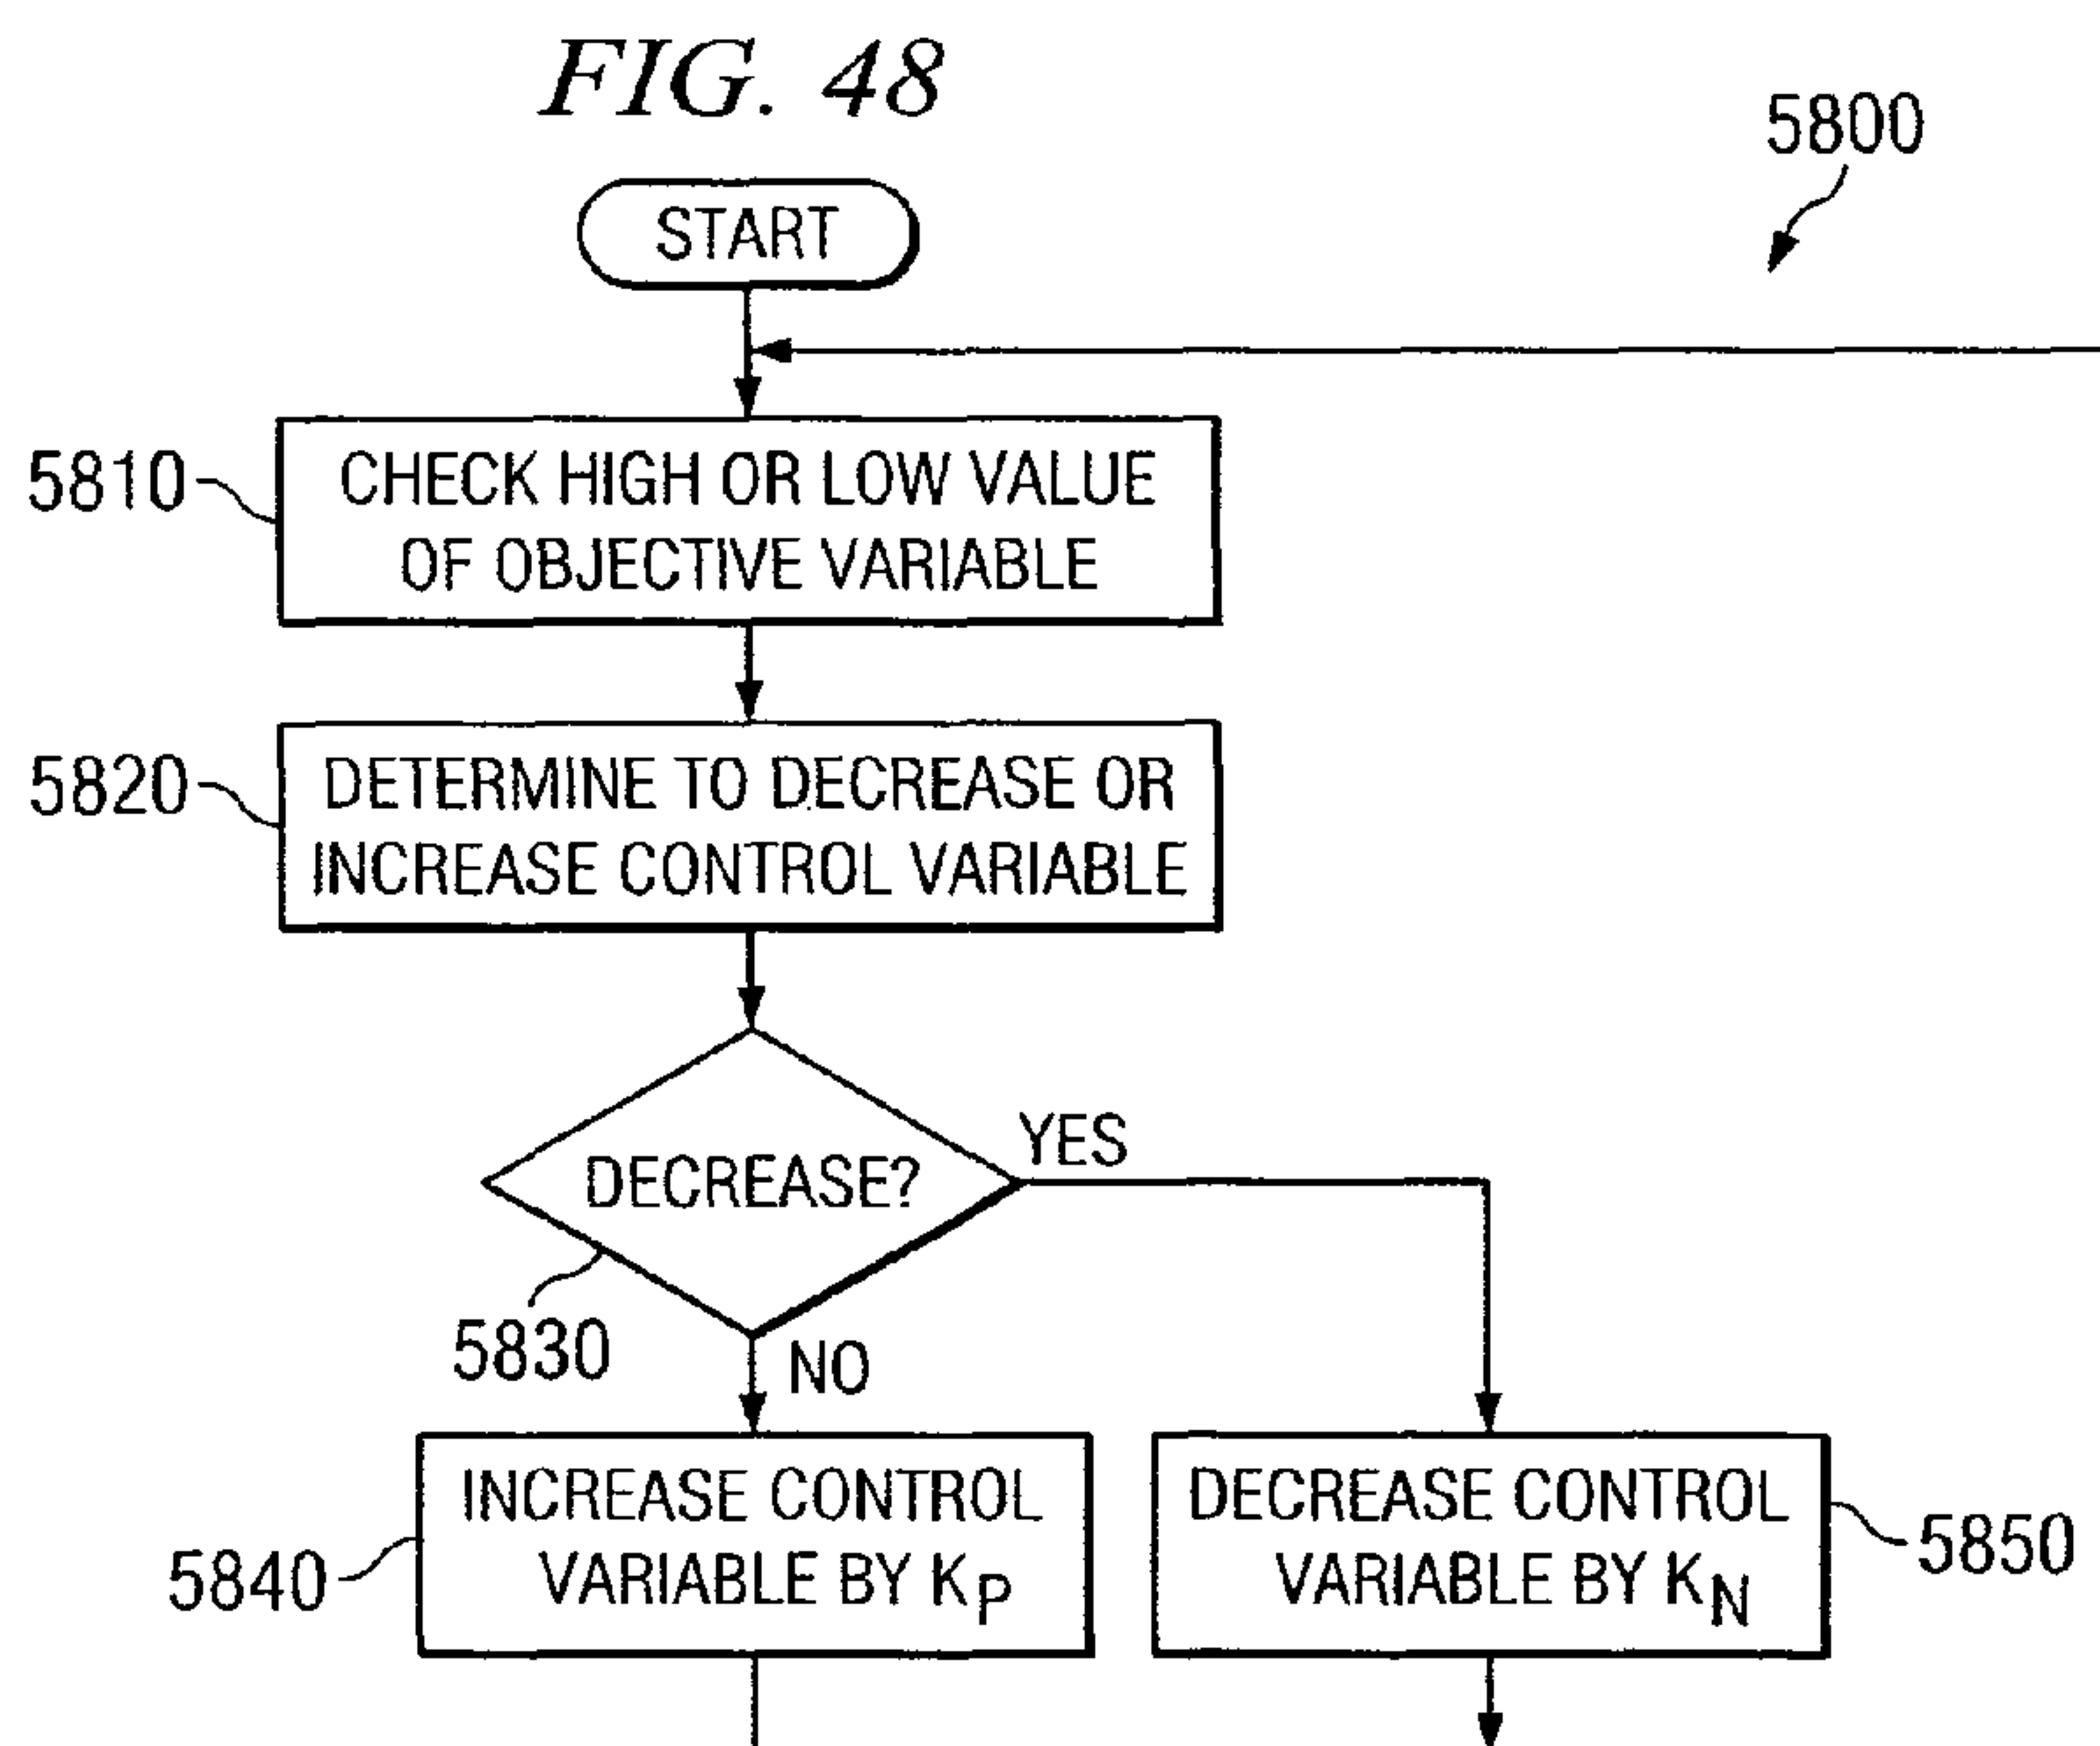 FIG. 48
5800
START
5810
CHECK HIGH OR LOW VALUE
OF OBJECTIVE VARIABLE
5820
DETERMINE TO DECREASE OR
INCREASE CONTROL VARIABLE
DECREASE?
YES
5830
NO
5840
INCREASE CONTROL
VARIABLE BY KP
DECREASE CONTROL
VARIABLE BY KN
5850